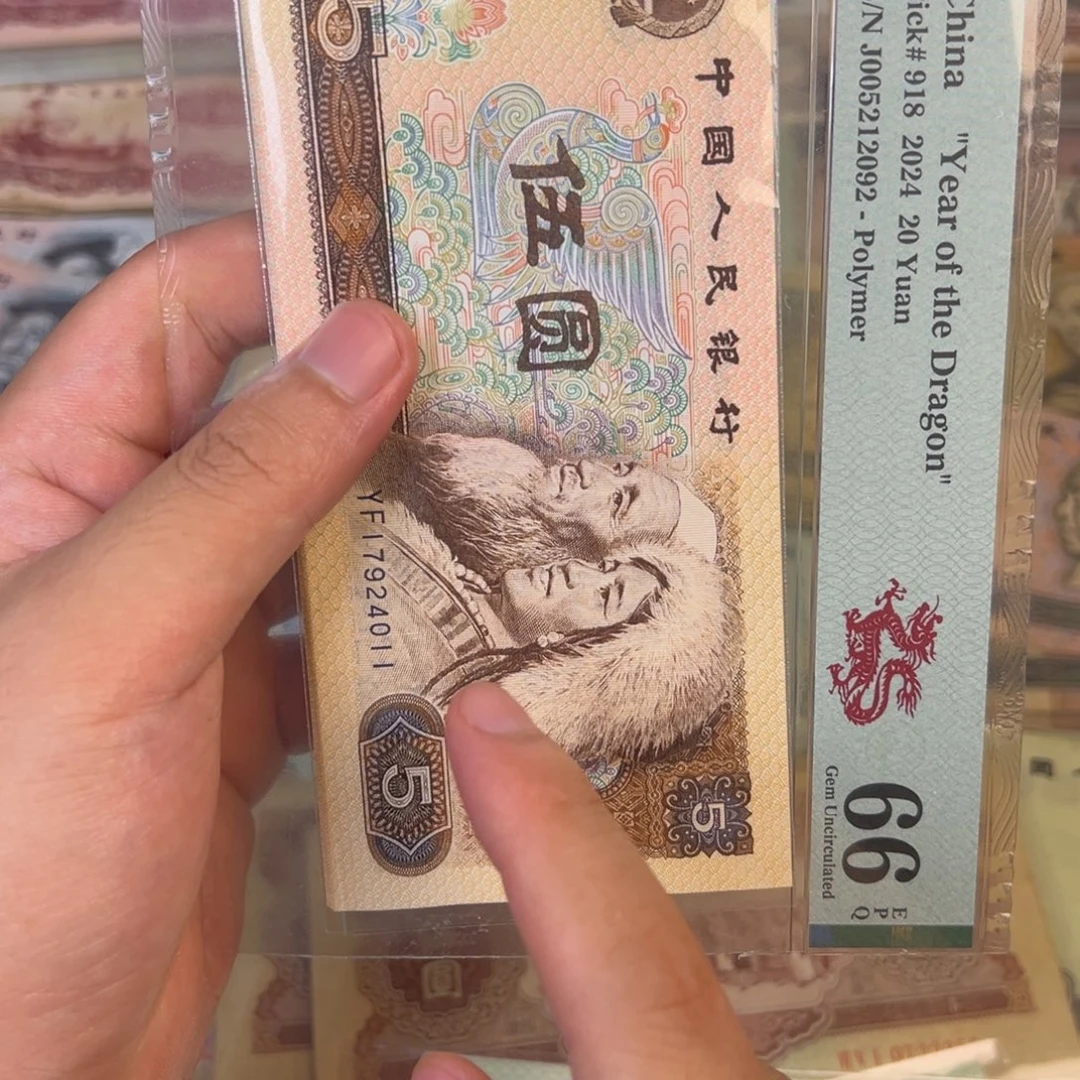 中国人民银行
伍圆
YF17924011
5
5
5
China "Year of the Dragon"
ick# 918 2024 20 Yuan
/N J005212092 - Polymer
66
EPQ
Gem Uncirculated